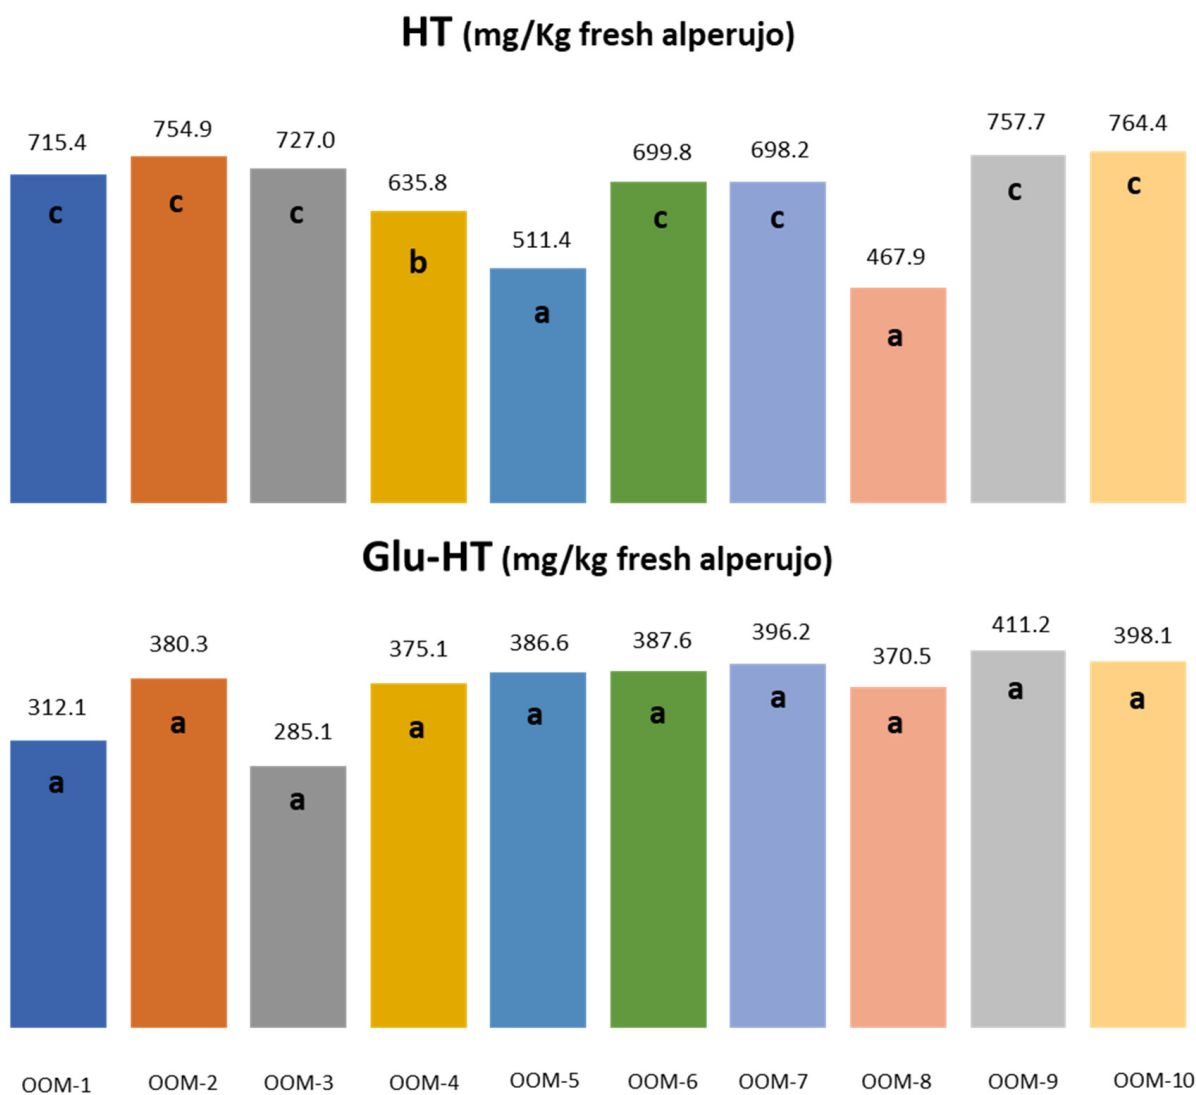 HT (mg/Kg fresh alperujo)
715.4 754.9 727.0 635.8 511.4 699.8 698.2 467.9 757.7 764.4
c c c b a c c a c c
Glu-HT (mg/kg fresh alperujo)
312.1 380.3 285.1 375.1 386.6 387.6 396.2 370.5 411.2 398.1
a a a a a a a a a a
OOM-1 OOM-2 OOM-3 OOM-4 OOM-5 OOM-6 OOM-7 OOM-8 OOM-9 OOM-10